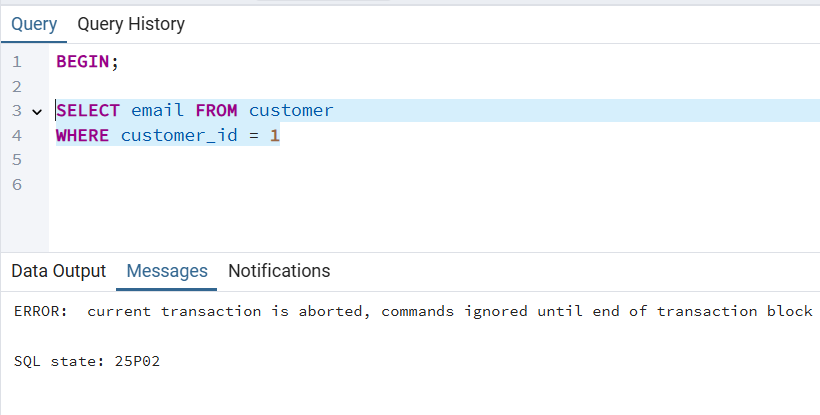 Query Query History
1 BEGIN;
2
3 SELECT email FROM customer
4 WHERE customer_id = 1
5
6
Data Output Messages Notifications
ERROR:  current transaction is aborted, commands ignored until end of transaction block
SQL state: 25P02